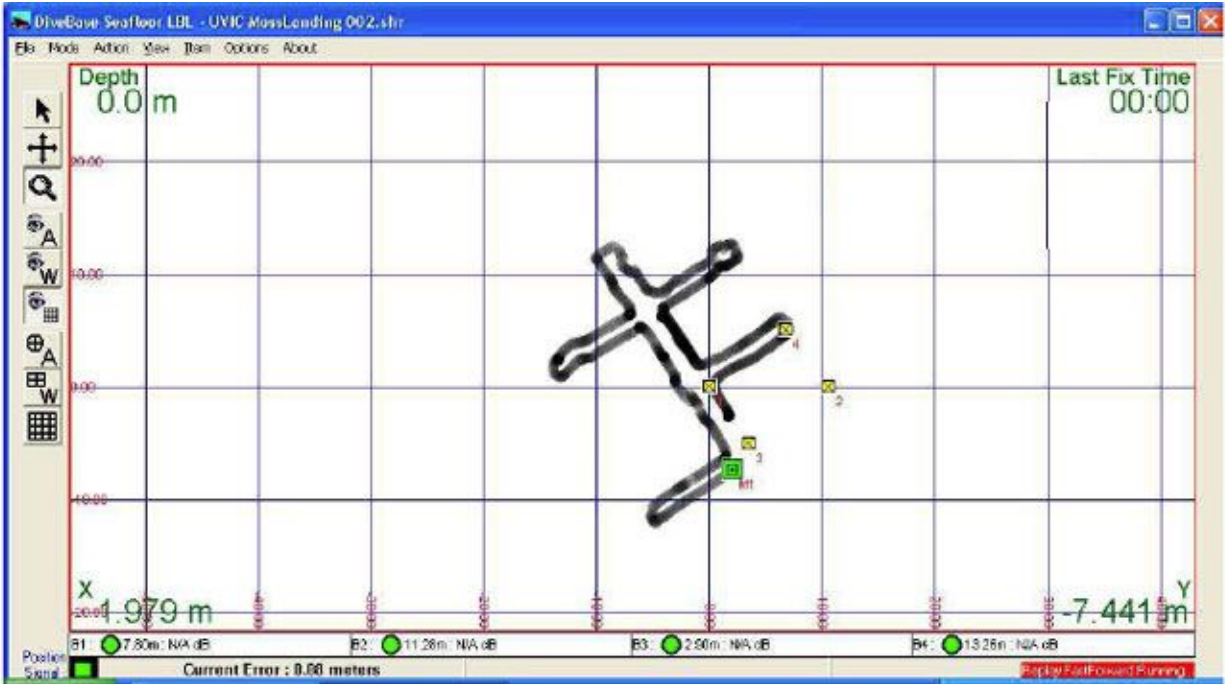 DiveBase Seafloor LBL - UVIC MossLanding 002.shr
File Mode Action View Item Options About
Depth
0.0 m
Last Fix Time
00:00
A
W
A
W
20.00
10.00
0.00
-10.00
-20.00
4
2
3
X
1.979 m
Y
-7.441 m
B1 : 7.80m : N/A dB
B2 : 11.28m : N/A dB
B3 : 2.90m : N/A dB
B4 : 13.26m : N/A dB
Position
Signal
Current Error : 0.08 meters
Replay FastForward Running